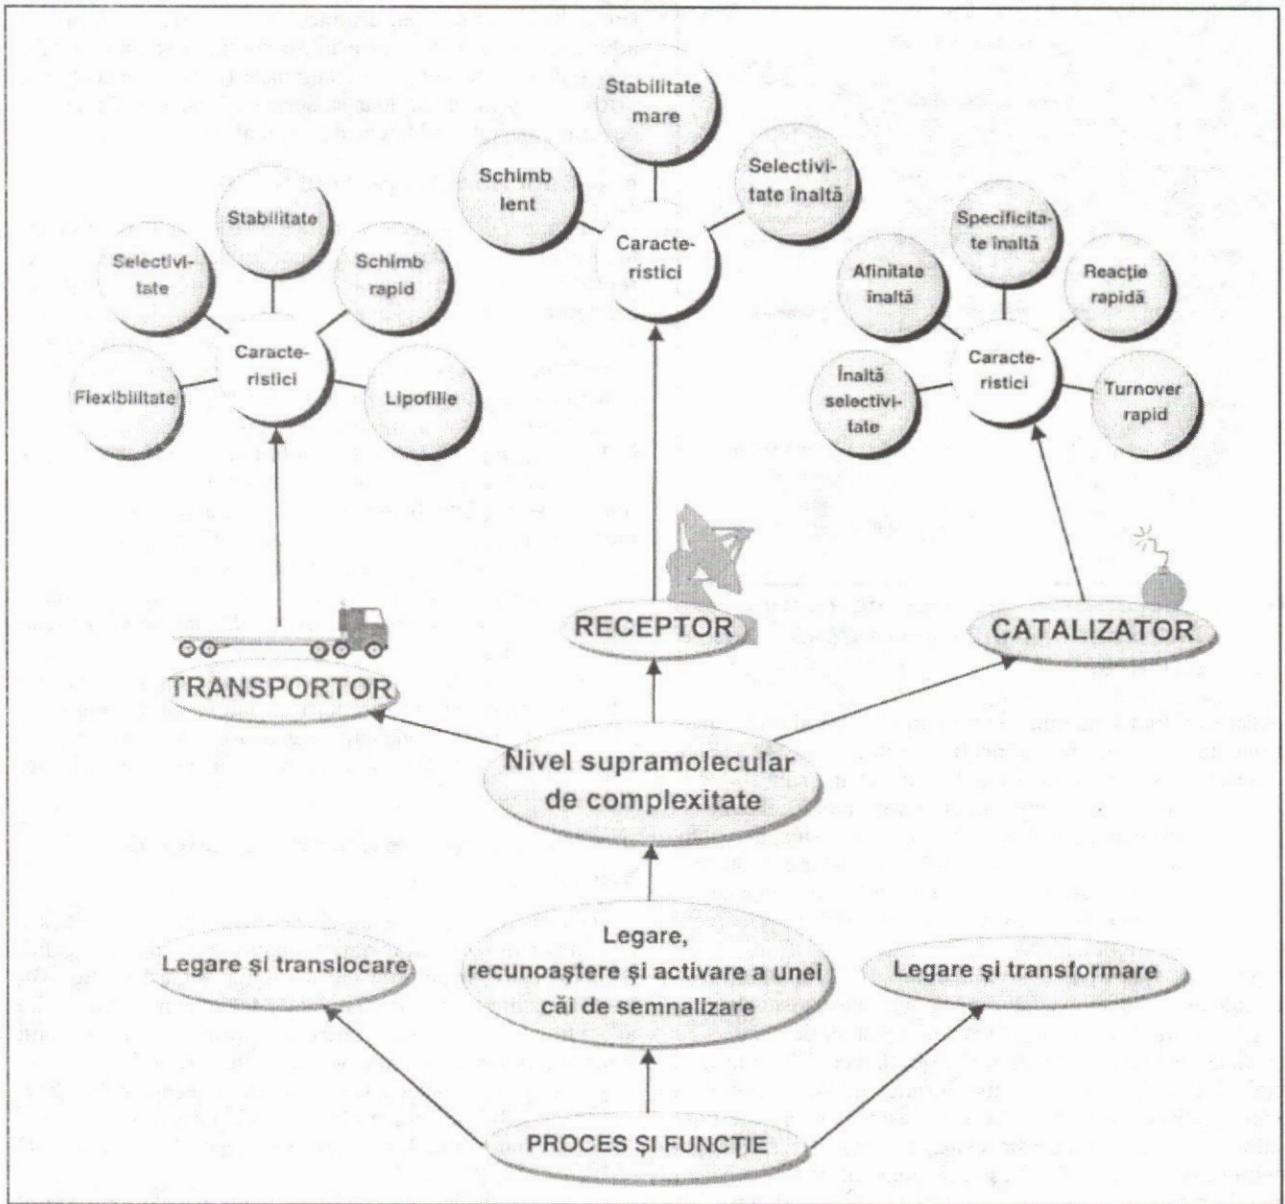 Stabilitate
mare
Schimb
lent
Selectivi-
tate înaltă
Caracte-
ristici
Stabilitate
Selectivi-
tate
Schimb
rapid
Caracte-
ristici
Flexibilitate
Lipofilie
Specificita-
te înaltă
Afinitate
înaltă
Reacție
rapidă
Caracte-
ristici
Înaltă
selectivi-
tate
Turnover
rapid
TRANSPORTOR
RECEPTOR
CATALIZATOR
Nivel supramolecular
de complexitate
Legare și translocare
Legare,
recunoaștere și activare a unei
căi de semnalizare
Legare și transformare
PROCES ȘI FUNCȚIE